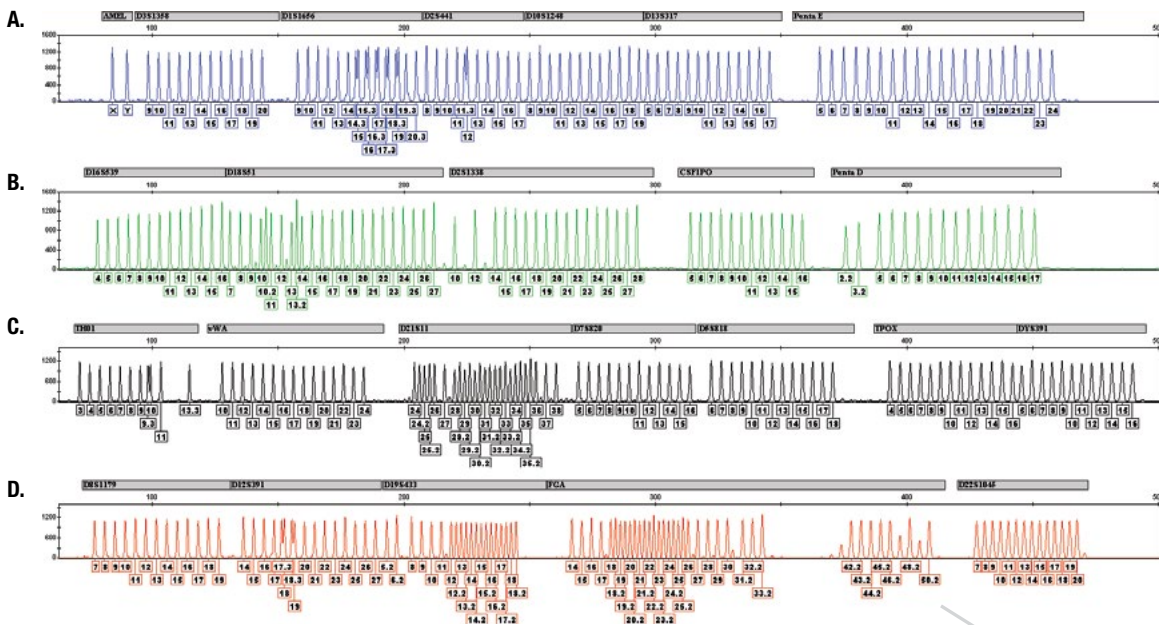 A.
AMEL D3S1358 D1S1656 D2S441 D10S1248 D13S317 Penta E
100 200 300 400 50
1600
1200
800
400
0
X Y 9 10 12 14 16 18 20 9 10 12 14 15.3 18 19.3 8 9 10 11.3 14 16 8 9 10 12 14 16 18 5 6 7 8 9 10 12 14 16 5 6 7 8 9 10 12 13 15 17 19 20 21 22 24
11 13 15 17 19 11 13 14.3 17 18.3 11 13 15 17 11 13 15 17 19 11 13 15 17 11 14 16 18 23
15 16.3 19 20.3 12
16 17.3
B.
D16S539 D18S51 D2S1338 CSF1PO Penta D
100 200 300 400 50
1600
1200
800
400
0
4 5 6 7 8 9 10 12 14 16 8 9 10 12 14 16 18 20 22 24 26 10 12 14 16 18 20 22 24 26 28 5 6 7 8 9 10 12 14 16 2.2 5 6 7 8 9 10 11 12 13 14 15 16 17
11 13 15 7 10.2 13 15 17 19 21 23 25 27 15 17 19 21 23 25 27 11 13 15 3.2
11 13.2
C.
TH01 vWA D21S11 D7S820 D5S818 TPOX DYS391
100 200 300 400 50
1200
600
0
3 4 5 6 7 8 9 10 13.3 10 12 14 16 18 20 22 24 24 26 28 30 32 34 36 38 5 6 7 8 9 10 12 14 16 6 7 8 9 10 12 14 16 18 4 5 6 7 8 9 11 13 15 5 6 7 8 9 11 13 15
9.3 11 13 15 17 19 21 23 24.2 27 29 31 33 35 37 11 13 15 11 13 15 17 10 12 14 16 10 12 14 16
11 25 28.2 31.2 33.2
25.2 29.2 32.2 34.2
30.2 35.2
D.
D8S1179 D12S391 D19S433 FGA D22S1045
100 200 300 400 50
1800
1200
600
0
7 8 9 10 12 14 16 18 14 16 17.3 20 22 24 26 5.2 8 9 11 13 15 17 14 16 18 20 22 24 26 28 30 32.2 42.2 46.2 48.2 7 8 9 11 13 15 17 19
11 13 15 17 19 15 17 18.3 21 23 25 27 6.2 10 12 14 16 18 15 17 19 21.2 23 25 27 29 31.2 43.2 45.2 50.2 10 12 14 16 18 20
18 12.2 15.2 18.2 18.2 21 24.2 33.2 44.2
19 13.2 16.2 19.2 22.2 25.2
14.2 17.2 20.2 23.2